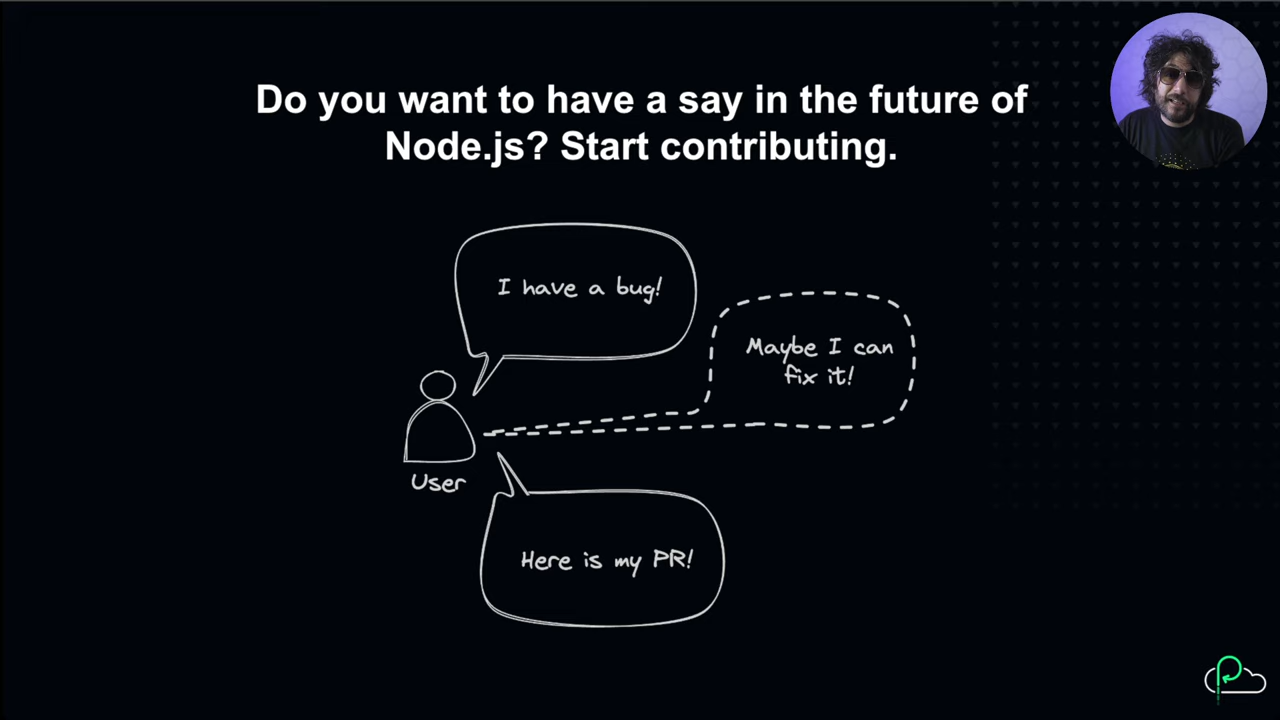 Do you want to have a say in the future of
Node.js? Start contributing.
I have a bug!
Maybe I can
fix it!
User
Here is my PR!